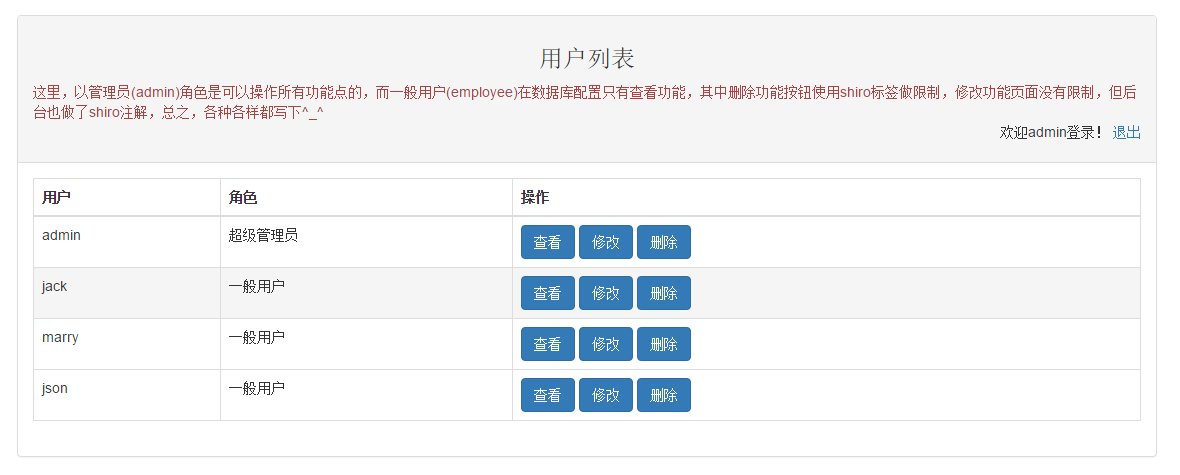 用户列表
这里，以管理员(admin)角色是可以操作所有功能点的，而一般用户(employee)在数据库配置只有查看功能，其中删除功能按钮使用shiro标签做限制，修改功能页面没有限制，但后
台也做了shiro注解，总之，各种各样都写下^_^
欢迎admin登录！ 退出
用户 角色 操作
admin 超级管理员 查看 修改 删除
jack 一般用户 查看 修改 删除
marry 一般用户 查看 修改 删除
json 一般用户 查看 修改 删除